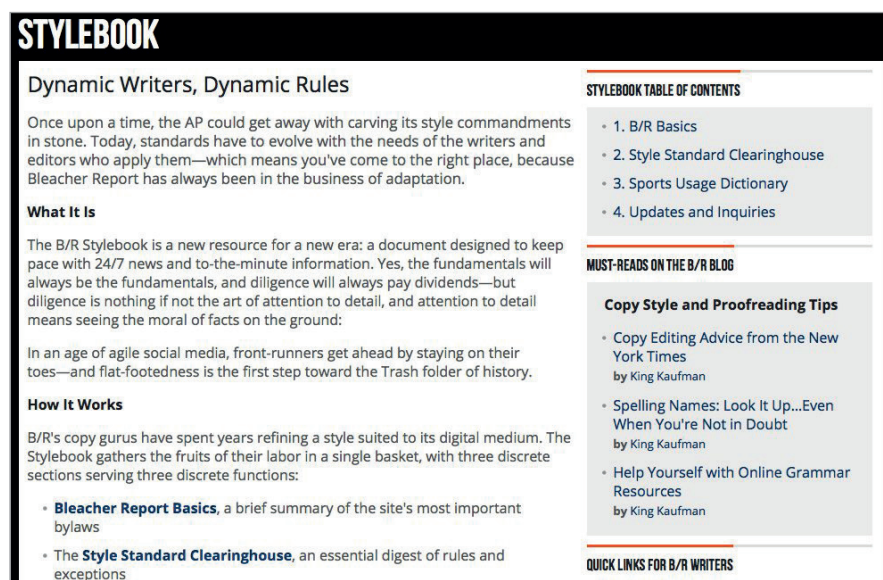 STYLEBOOK
Dynamic Writers, Dynamic Rules
Once upon a time, the AP could get away with carving its style commandments
in stone. Today, standards have to evolve with the needs of the writers and
editors who apply them—which means you've come to the right place, because
Bleacher Report has always been in the business of adaptation.
What It Is
The B/R Stylebook is a new resource for a new era: a document designed to keep
pace with 24/7 news and to-the-minute information. Yes, the fundamentals will
always be the fundamentals, and diligence will always pay dividends—but
diligence is nothing if not the art of attention to detail, and attention to detail
means seeing the moral of facts on the ground:
In an age of agile social media, front-runners get ahead by staying on their
toes—and flat-footedness is the first step toward the Trash folder of history.
How It Works
B/R's copy gurus have spent years refining a style suited to its digital medium. The
Stylebook gathers the fruits of their labor in a single basket, with three discrete
sections serving three discrete functions:
• Bleacher Report Basics, a brief summary of the site's most important
bylaws
• The Style Standard Clearinghouse, an essential digest of rules and
exceptions
STYLEBOOK TABLE OF CONTENTS
• 1. B/R Basics
• 2. Style Standard Clearinghouse
• 3. Sports Usage Dictionary
• 4. Updates and Inquiries
MUST-READS ON THE B/R BLOG
Copy Style and Proofreading Tips
• Copy Editing Advice from the New
York Times
by King Kaufman
• Spelling Names: Look It Up...Even
When You're Not in Doubt
by King Kaufman
• Help Yourself with Online Grammar
Resources
by King Kaufman
QUICK LINKS FOR B/R WRITERS